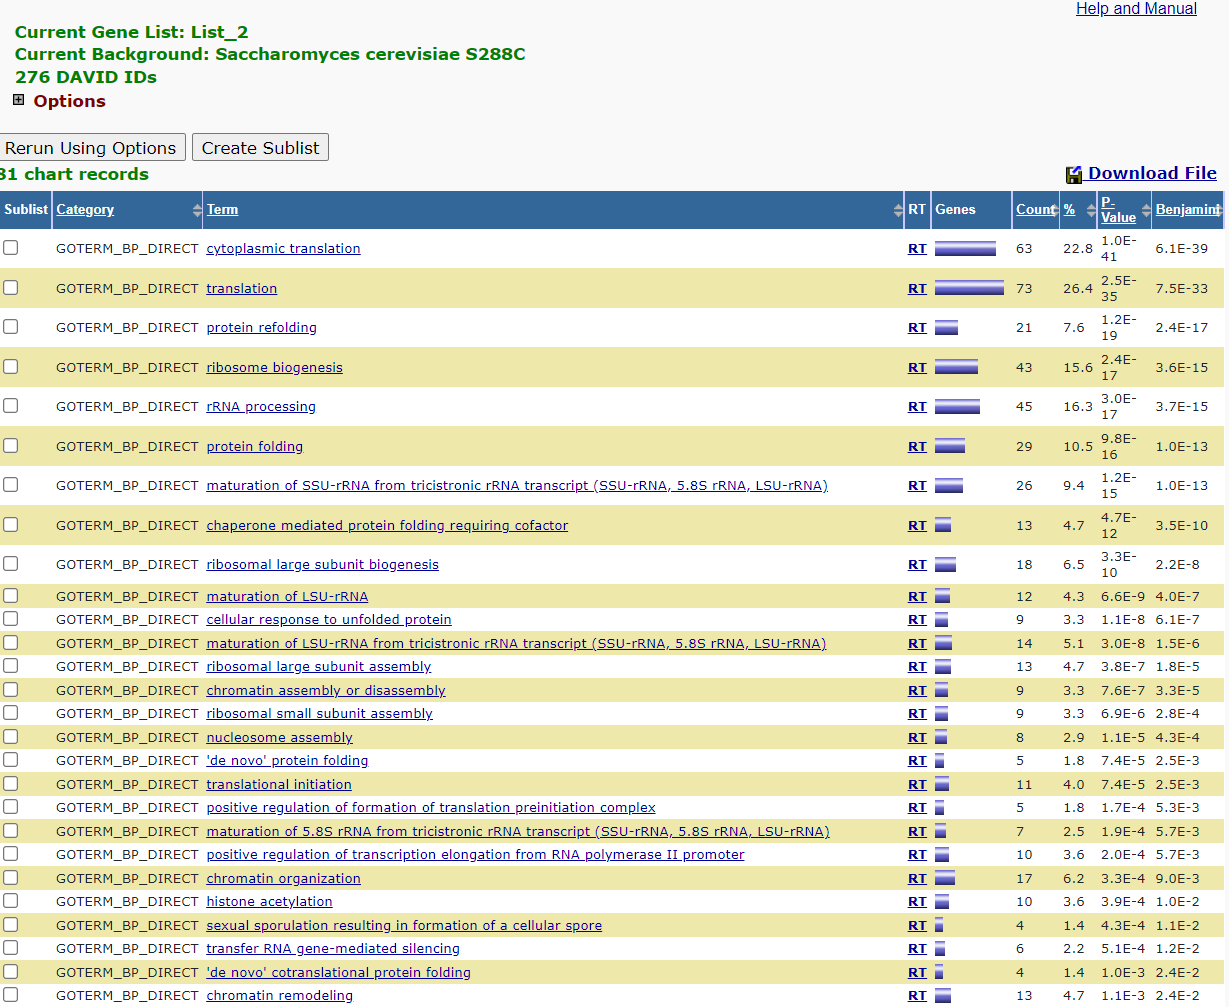 Help and Manual
Current Gene List: List_2
Current Background: Saccharomyces cerevisiae S288C
276 DAVID IDs
Options
Rerun Using Options Create Sublist
81 chart records Download File
Sublist Category Term RT Genes Count % P-Value Benjamini
GOTERM_BP_DIRECT cytoplasmic translation RT 63 22.8 1.0E-41 6.1E-39
GOTERM_BP_DIRECT translation RT 73 26.4 2.5E-35 7.5E-33
GOTERM_BP_DIRECT protein refolding RT 21 7.6 1.2E-19 2.4E-17
GOTERM_BP_DIRECT ribosome biogenesis RT 43 15.6 2.4E-17 3.6E-15
GOTERM_BP_DIRECT rRNA processing RT 45 16.3 3.0E-17 3.7E-15
GOTERM_BP_DIRECT protein folding RT 29 10.5 9.8E-16 1.0E-13
GOTERM_BP_DIRECT maturation of SSU-rRNA from tricistronic rRNA transcript (SSU-rRNA, 5.8S rRNA, LSU-rRNA) RT 26 9.4 1.2E-15 1.0E-13
GOTERM_BP_DIRECT chaperone mediated protein folding requiring cofactor RT 13 4.7 4.7E-12 3.5E-10
GOTERM_BP_DIRECT ribosomal large subunit biogenesis RT 18 6.5 3.3E-10 2.2E-8
GOTERM_BP_DIRECT maturation of LSU-rRNA RT 12 4.3 6.6E-9 4.0E-7
GOTERM_BP_DIRECT cellular response to unfolded protein RT 9 3.3 1.1E-8 6.1E-7
GOTERM_BP_DIRECT maturation of LSU-rRNA from tricistronic rRNA transcript (SSU-rRNA, 5.8S rRNA, LSU-rRNA) RT 14 5.1 3.0E-8 1.5E-6
GOTERM_BP_DIRECT ribosomal large subunit assembly RT 13 4.7 3.8E-7 1.8E-5
GOTERM_BP_DIRECT chromatin assembly or disassembly RT 9 3.3 7.6E-7 3.3E-5
GOTERM_BP_DIRECT ribosomal small subunit assembly RT 9 3.3 6.9E-6 2.8E-4
GOTERM_BP_DIRECT nucleosome assembly RT 8 2.9 1.1E-5 4.3E-4
GOTERM_BP_DIRECT 'de novo' protein folding RT 5 1.8 7.4E-5 2.5E-3
GOTERM_BP_DIRECT translational initiation RT 11 4.0 7.4E-5 2.5E-3
GOTERM_BP_DIRECT positive regulation of formation of translation preinitiation complex RT 5 1.8 1.7E-4 5.3E-3
GOTERM_BP_DIRECT maturation of 5.8S rRNA from tricistronic rRNA transcript (SSU-rRNA, 5.8S rRNA, LSU-rRNA) RT 7 2.5 1.9E-4 5.7E-3
GOTERM_BP_DIRECT positive regulation of transcription elongation from RNA polymerase II promoter RT 10 3.6 2.0E-4 5.7E-3
GOTERM_BP_DIRECT chromatin organization RT 17 6.2 3.3E-4 9.0E-3
GOTERM_BP_DIRECT histone acetylation RT 10 3.6 3.9E-4 1.0E-2
GOTERM_BP_DIRECT sexual sporulation resulting in formation of a cellular spore RT 4 1.4 4.3E-4 1.1E-2
GOTERM_BP_DIRECT transfer RNA gene-mediated silencing RT 6 2.2 5.1E-4 1.2E-2
GOTERM_BP_DIRECT 'de novo' cotranslational protein folding RT 4 1.4 1.0E-3 2.4E-2
GOTERM_BP_DIRECT chromatin remodeling RT 13 4.7 1.1E-3 2.4E-2